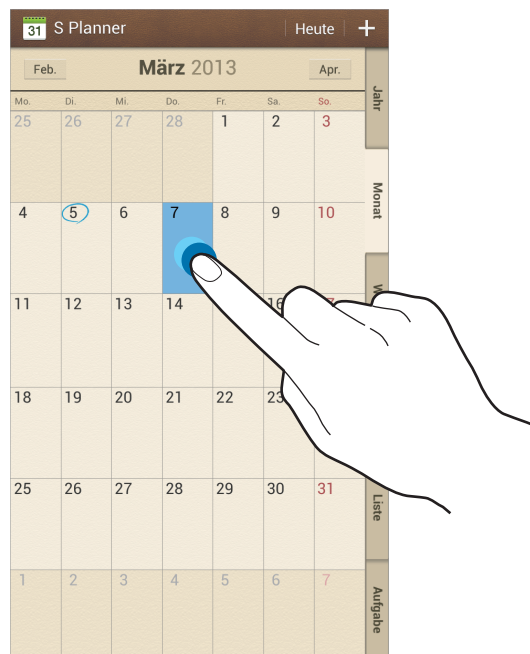 31 S Planner Heute +
Feb. März 2013 Apr.
Mo. Di. Mi. Do. Fr. Sa. So.
25 26 27 28 1 2 3
4 5 6 7 8 9 10
11 12 13 14
18 19 20 21 22 23
25 26 27 28 29 30 31
1 2 3 4 5 6 7
Jahr
Monat
Liste
Aufgabe